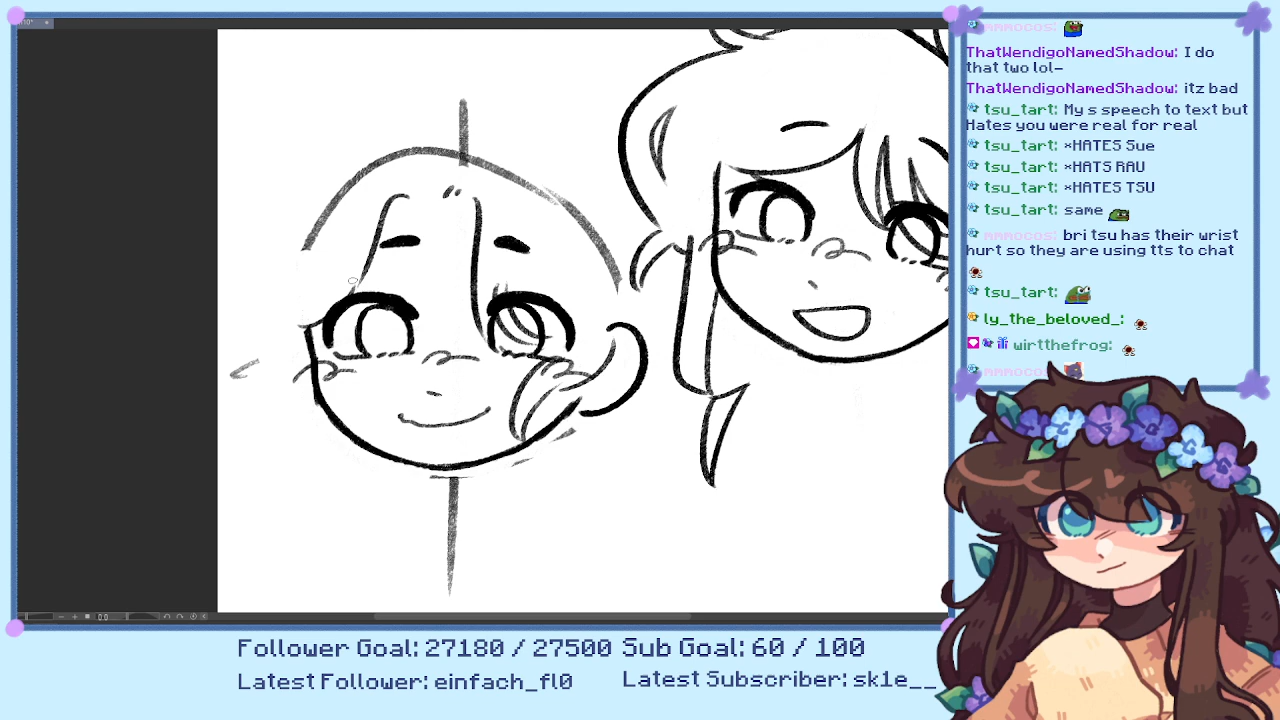 mmmocos:
ThatWendigoNamedShadow: I do
that two lol-
ThatWendigoNamedShadow: itz bad
tsu_tart: My s speech to text but
Hates you were real for real
tsu_tart: *HATES Sue
tsu_tart: *HATS RAU
tsu_tart: *HATES TSU
tsu_tart: same
mmmocos: bri tsu has their wrist
hurt so they are using tts to chat
tsu_tart:
ly_the_beloved_:
wirtthefrog:
mmmocos:
Follower Goal: 27180 / 27500 Sub Goal: 60 / 100
Latest Follower: einfach_fl0
Latest Subscriber: sk1e__